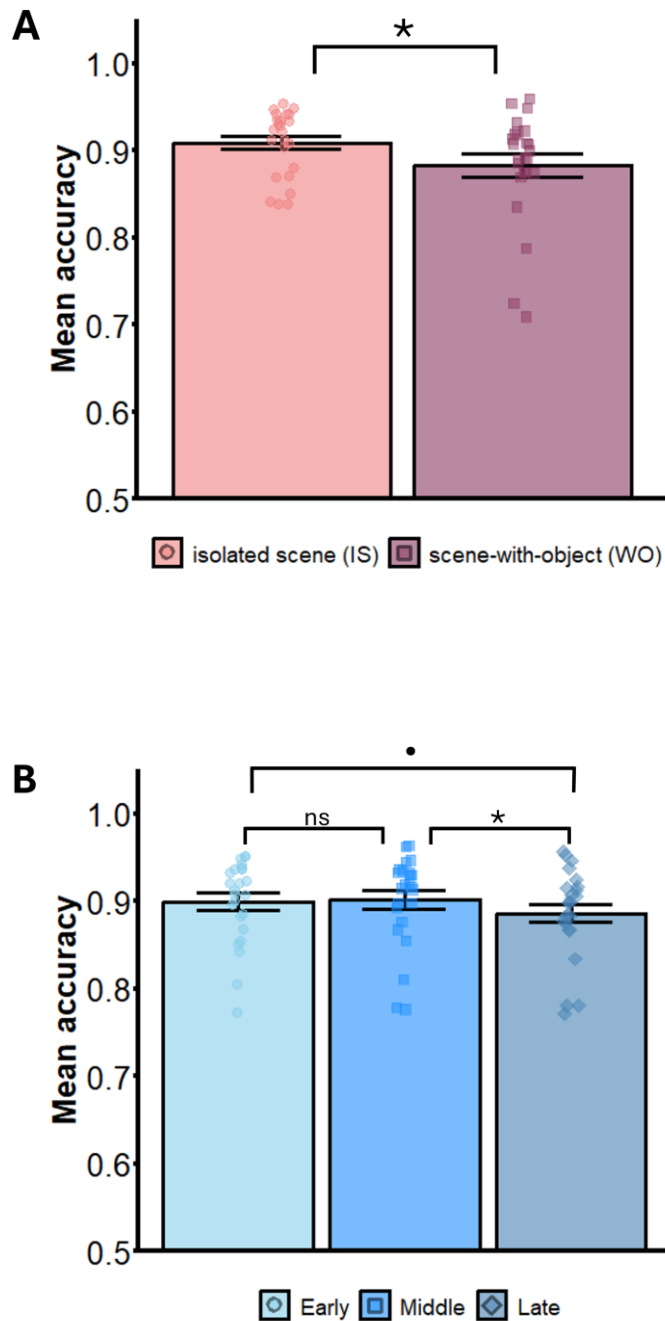 A
*
1.0
0.9
0.8
0.7
0.6
0.5
Mean accuracy
isolated scene (IS) scene-with-object (WO)
B
•
ns *
1.0
0.9
0.8
0.7
0.6
0.5
Mean accuracy
Early Middle Late